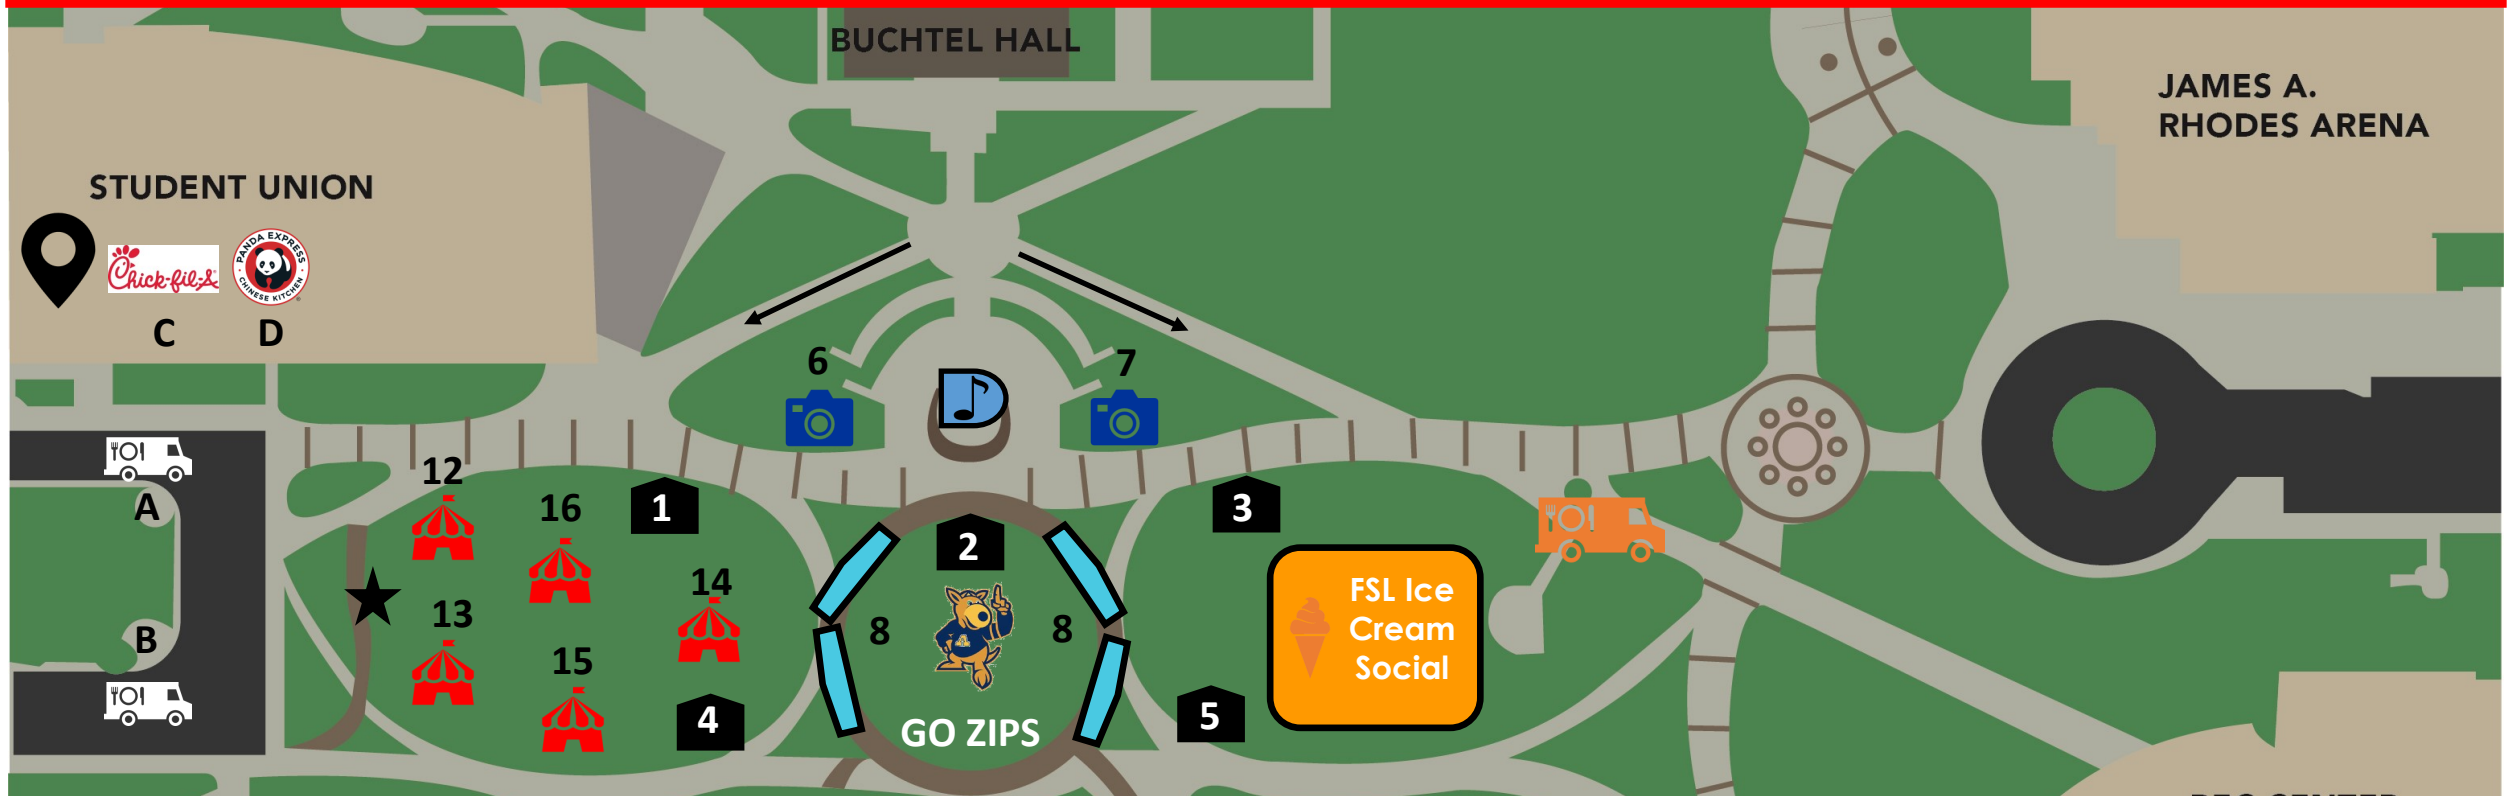 BUCHTEL HALL
JAMES A.
RHODES ARENA
STUDENT UNION
Chick-fil-A
PANDA EXPRESS
CHINESE KITCHEN
C
D
6
7
12
A
16
1
3
2
14
13
8
8
FSL Ice
Cream
Social
B
15
4
5
GO ZIPS